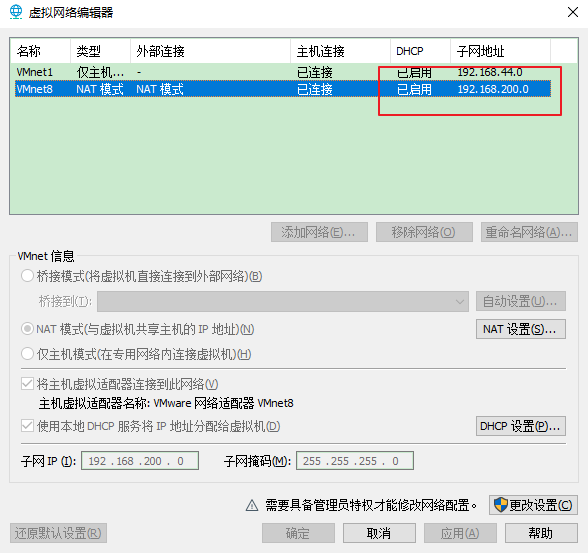 虚拟网络编辑器
名称 类型 外部连接 主机连接 DHCP 子网地址
VMnet1 仅主机... - 已连接 已启用 192.168.44.0
VMnet8 NAT 模式 NAT 模式 已连接 已启用 192.168.200.0
添加网络(E)... 移除网络(O) 重命名网络(A)...
VMnet 信息
桥接模式(将虚拟机直接连接到外部网络)(B)
桥接到(T): 自动设置(U)...
NAT 模式(与虚拟机共享主机的 IP 地址)(N) NAT 设置(S)...
仅主机模式(在专用网络内连接虚拟机)(H)
将主机虚拟适配器连接到此网络(V)
主机虚拟适配器名称: VMware 网络适配器 VMnet8
使用本地 DHCP 服务将 IP 地址分配给虚拟机(D) DHCP 设置(P)...
子网 IP (I): 192 . 168 . 200 . 0 子网掩码(M): 255 . 255 . 255 . 0
需要具备管理员特权才能修改网络配置。 更改设置(C)
还原默认设置(R) 确定 取消 应用(A) 帮助